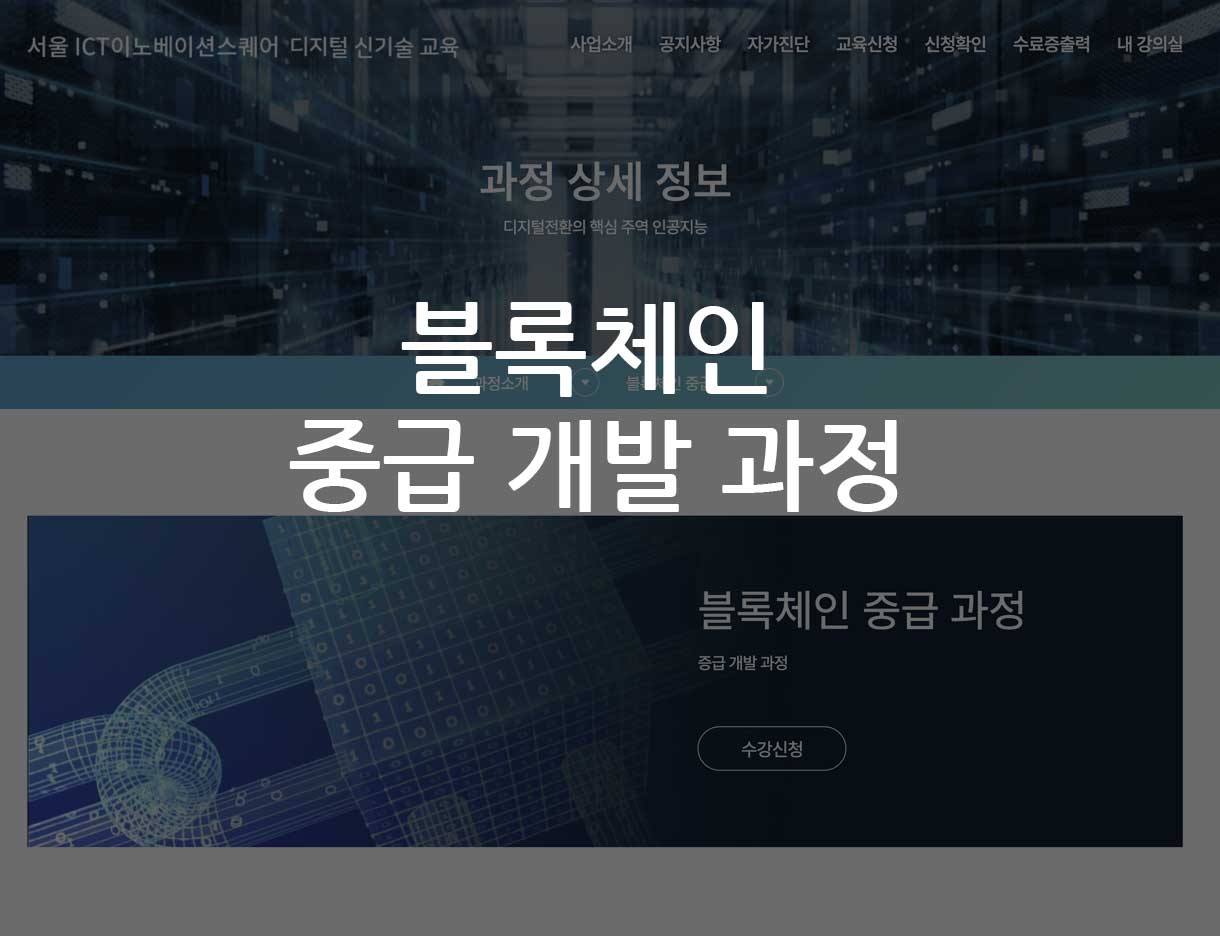 서울 ICT이노베이션스퀘어 디지털 신기술 교육
사업소개 공지사항 자가진단 교육신청 신청확인 수료증출력 내 강의실
과정 상세 정보
디지털전환의 핵심 주역 인공지능
블록체인
과정소개 블록체인 중급
중급 개발 과정
블록체인 중급 과정
증급 개발 과정
수강신청